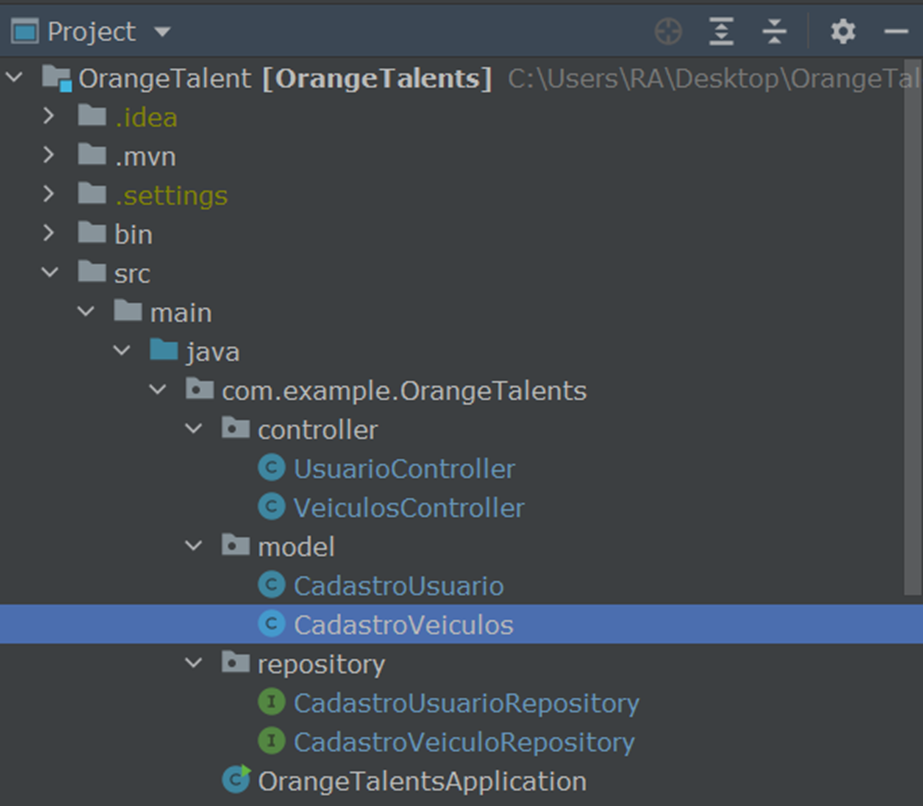 Project
OrangeTalent [OrangeTalents] C:\Users\RA\Desktop\OrangeTal
.idea
.mvn
.settings
bin
src
main
java
com.example.OrangeTalents
controller
C UsuarioController
C VeiculosController
model
C CadastroUsuario
C CadastroVeiculos
repository
I CadastroUsuarioRepository
I CadastroVeiculoRepository
C OrangeTalentsApplication